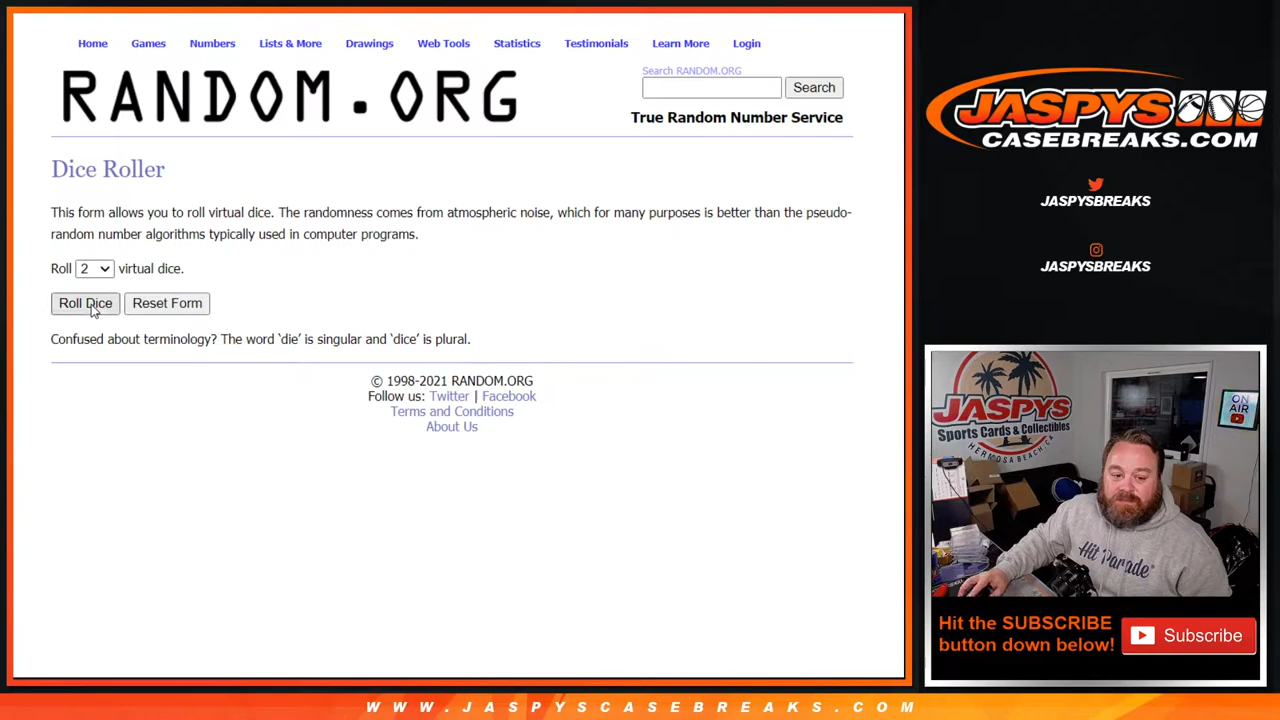 Home Games Numbers Lists & More Drawings Web Tools Statistics Testimonials Learn More Login
RANDOM.ORG
Search RANDOM.ORG
Search
True Random Number Service
Dice Roller
This form allows you to roll virtual dice. The randomness comes from atmospheric noise, which for many purposes is better than the pseudo-
random number algorithms typically used in computer programs.
Roll 2 virtual dice.
Roll Dice Reset Form
Confused about terminology? The word ‘die’ is singular and ‘dice’ is plural.
© 1998-2021 RANDOM.ORG
Follow us: Twitter | Facebook
Terms and Conditions
About Us
JASPYS
CASEBREAKS.COM
JASPYSBREAKS
JASPYSBREAKS
JASPYS
Sports Cards & Collectibles
HERMOSA BEACH, CA
ON
AIR
Hit Parade
Hit the SUBSCRIBE
button down below!
Subscribe
WWW.JASPYSCASEBREAKS.COM